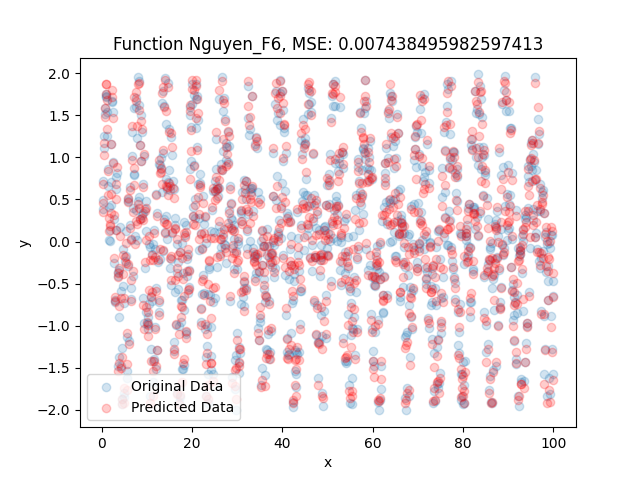 Function Nguyen_F6, MSE: 0.007438495982597413
2.0
1.5
1.0
0.5
0.0
−0.5
−1.0
−1.5
−2.0
y
Original Data
Predicted Data
0 20 40 60 80 100
x